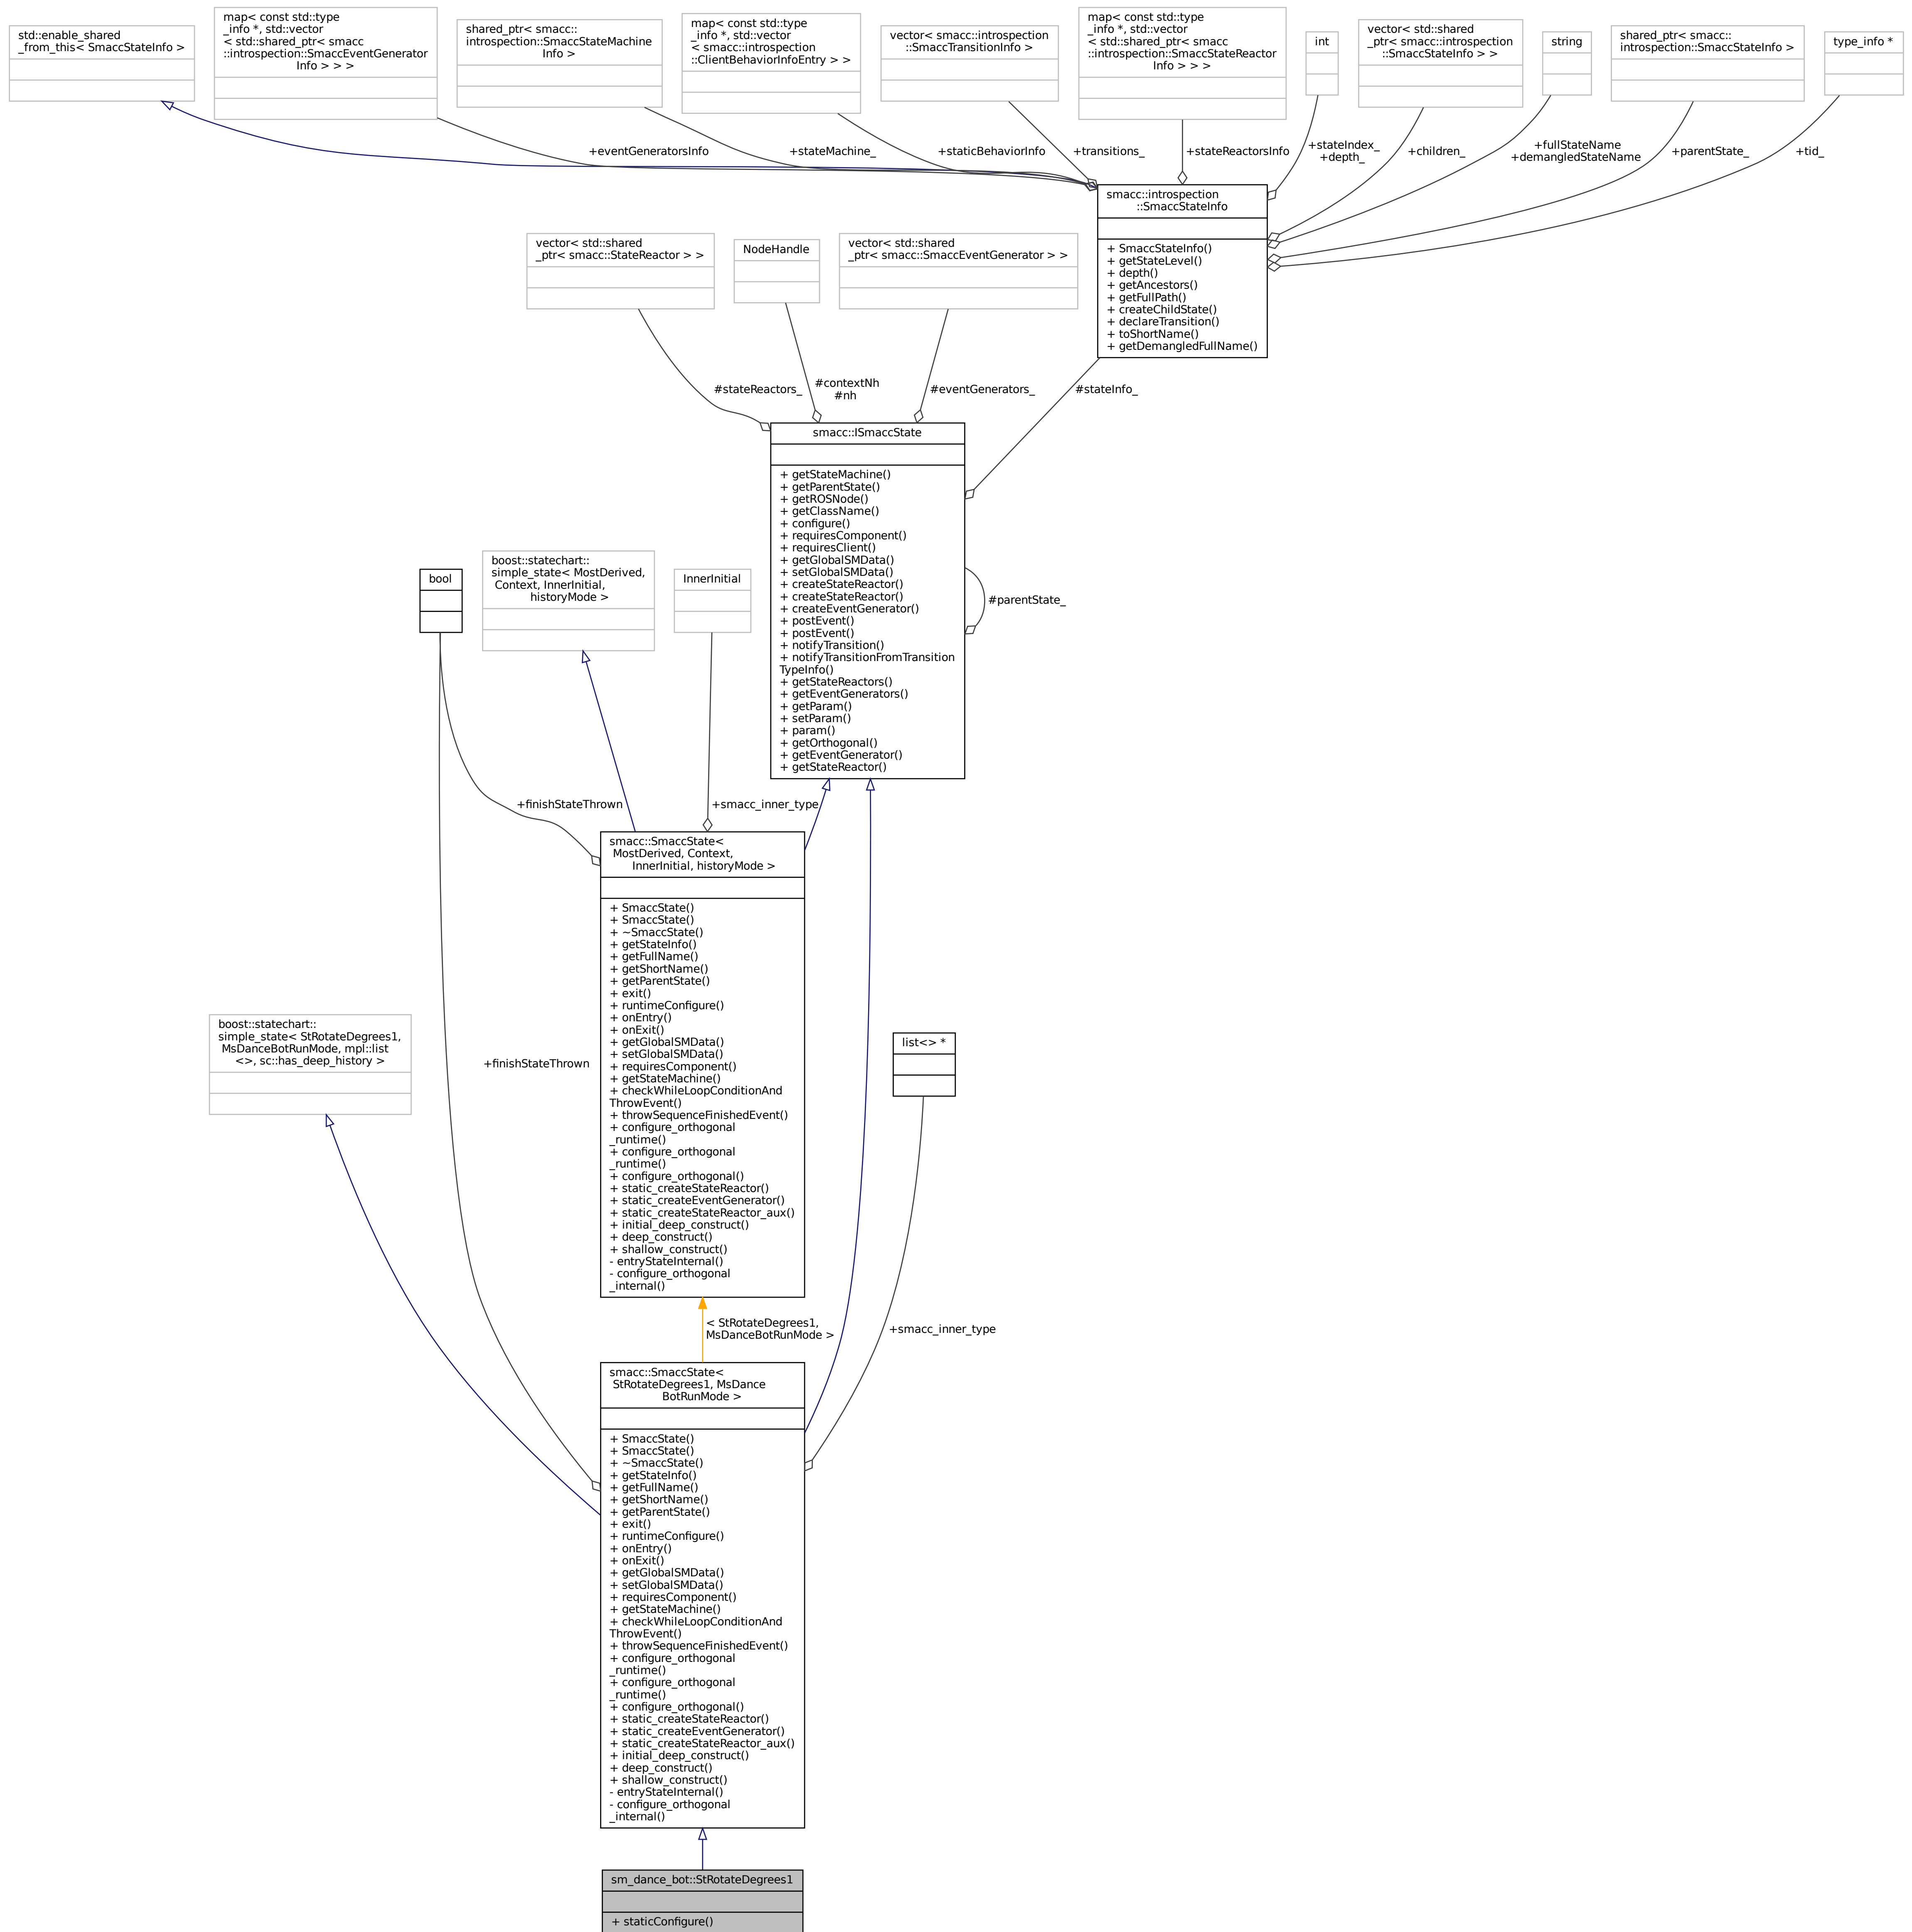 std::enable_shared
_from_this< SmaccStateInfo >
map< const std::type
_info *, std::vector
< std::shared_ptr< smacc
::introspection::SmaccEventGenerator
Info > > >
shared_ptr< smacc::
introspection::SmaccStateMachine
Info >
map< const std::type
_info *, std::vector
< smacc::introspection
::ClientBehaviorInfoEntry > >
vector< smacc::introspection
::SmaccTransitionInfo >
map< const std::type
_info *, std::vector
< std::shared_ptr< smacc
::introspection::SmaccStateReactor
Info > > >
int
vector< std::shared
_ptr< smacc::introspection
::SmaccStateInfo > >
string
shared_ptr< smacc::
introspection::SmaccStateInfo >
type_info *
+eventGeneratorsInfo
+stateMachine_
+staticBehaviorInfo
+transitions_
+stateReactorsInfo
+stateIndex_
+depth_
+children_
+fullStateName
+demangledStateName
+parentState_
+tid_
smacc::introspection
::SmaccStateInfo
+ SmaccStateInfo()
+ getStateLevel()
+ depth()
+ getAncestors()
+ getFullPath()
+ createChildState()
+ declareTransition()
+ toShortName()
+ getDemangledFullName()
vector< std::shared
_ptr< smacc::StateReactor > >
NodeHandle
vector< std::shared
_ptr< smacc::SmaccEventGenerator > >
#stateReactors_
#contextNh
#nh
#eventGenerators_
#stateInfo_
smacc::ISmaccState
+ getStateMachine()
+ getParentState()
+ getROSNode()
+ getClassName()
+ configure()
+ requiresComponent()
+ requiresClient()
+ getGlobalSMData()
+ setGlobalSMData()
+ createStateReactor()
+ createStateReactor()
+ createEventGenerator()
+ postEvent()
+ postEvent()
+ notifyTransition()
+ notifyTransitionFromTransition
TypeInfo()
+ getStateReactors()
+ getEventGenerators()
+ getParam()
+ setParam()
+ param()
+ getOrthogonal()
+ getEventGenerator()
+ getStateReactor()
#parentState_
bool
boost::statechart::
simple_state< MostDerived,
Context, InnerInitial,
historyMode >
InnerInitial
+finishStateThrown
+smacc_inner_type
smacc::SmaccState<
MostDerived, Context,
InnerInitial, historyMode >
+ SmaccState()
+ SmaccState()
+ ~SmaccState()
+ getStateInfo()
+ getFullName()
+ getShortName()
+ getParentState()
+ exit()
+ runtimeConfigure()
+ onEntry()
+ onExit()
+ getGlobalSMData()
+ setGlobalSMData()
+ requiresComponent()
+ getStateMachine()
+ checkWhileLoopConditionAnd
ThrowEvent()
+ throwSequenceFinishedEvent()
+ configure_orthogonal
_runtime()
+ configure_orthogonal
_runtime()
+ configure_orthogonal()
+ static_createStateReactor()
+ static_createEventGenerator()
+ static_createStateReactor_aux()
+ initial_deep_construct()
+ deep_construct()
+ shallow_construct()
- entryStateInternal()
- configure_orthogonal
_internal()
boost::statechart::
simple_state< StRotateDegrees1,
MsDanceBotRunMode, mpl::list
<>, sc::has_deep_history >
+finishStateThrown
list<> *
< StRotateDegrees1,
MsDanceBotRunMode >
+smacc_inner_type
smacc::SmaccState<
StRotateDegrees1, MsDance
BotRunMode >
+ SmaccState()
+ SmaccState()
+ ~SmaccState()
+ getStateInfo()
+ getFullName()
+ getShortName()
+ getParentState()
+ exit()
+ runtimeConfigure()
+ onEntry()
+ onExit()
+ getGlobalSMData()
+ setGlobalSMData()
+ requiresComponent()
+ getStateMachine()
+ checkWhileLoopConditionAnd
ThrowEvent()
+ throwSequenceFinishedEvent()
+ configure_orthogonal
_runtime()
+ configure_orthogonal
_runtime()
+ configure_orthogonal()
+ static_createStateReactor()
+ static_createEventGenerator()
+ static_createStateReactor_aux()
+ initial_deep_construct()
+ deep_construct()
+ shallow_construct()
- entryStateInternal()
- configure_orthogonal
_internal()
sm_dance_bot::StRotateDegrees1
+ staticConfigure()